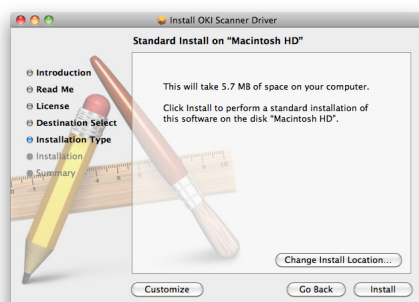 Install OKI Scanner Driver
Standard Install on “Macintosh HD”
Introduction
Read Me
License
Destination Select
Installation Type
Installation
Summary
This will take 5.7 MB of space on your computer.
Click Install to perform a standard installation of
this software on the disk "Macintosh HD".
Change Install Location...
Customize
Go Back
Install